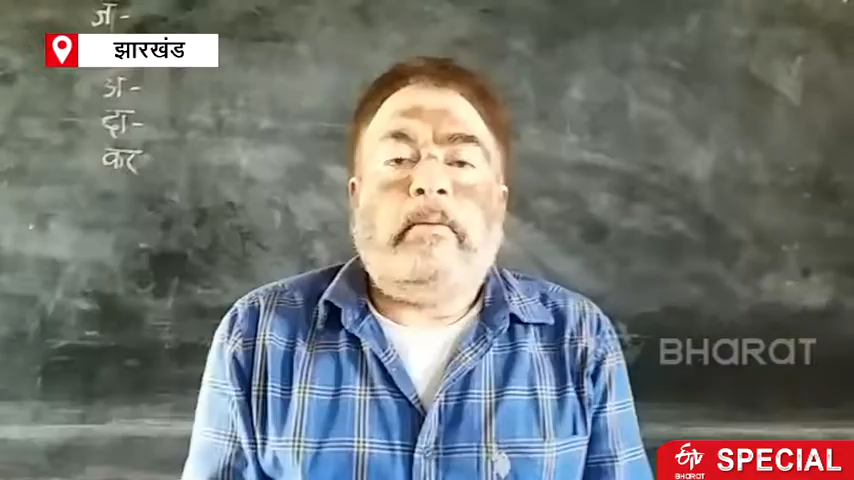 ज-
झारखंड
ज-
दा-
कर
BHARAT
ETV
BHARAT
SPECIAL